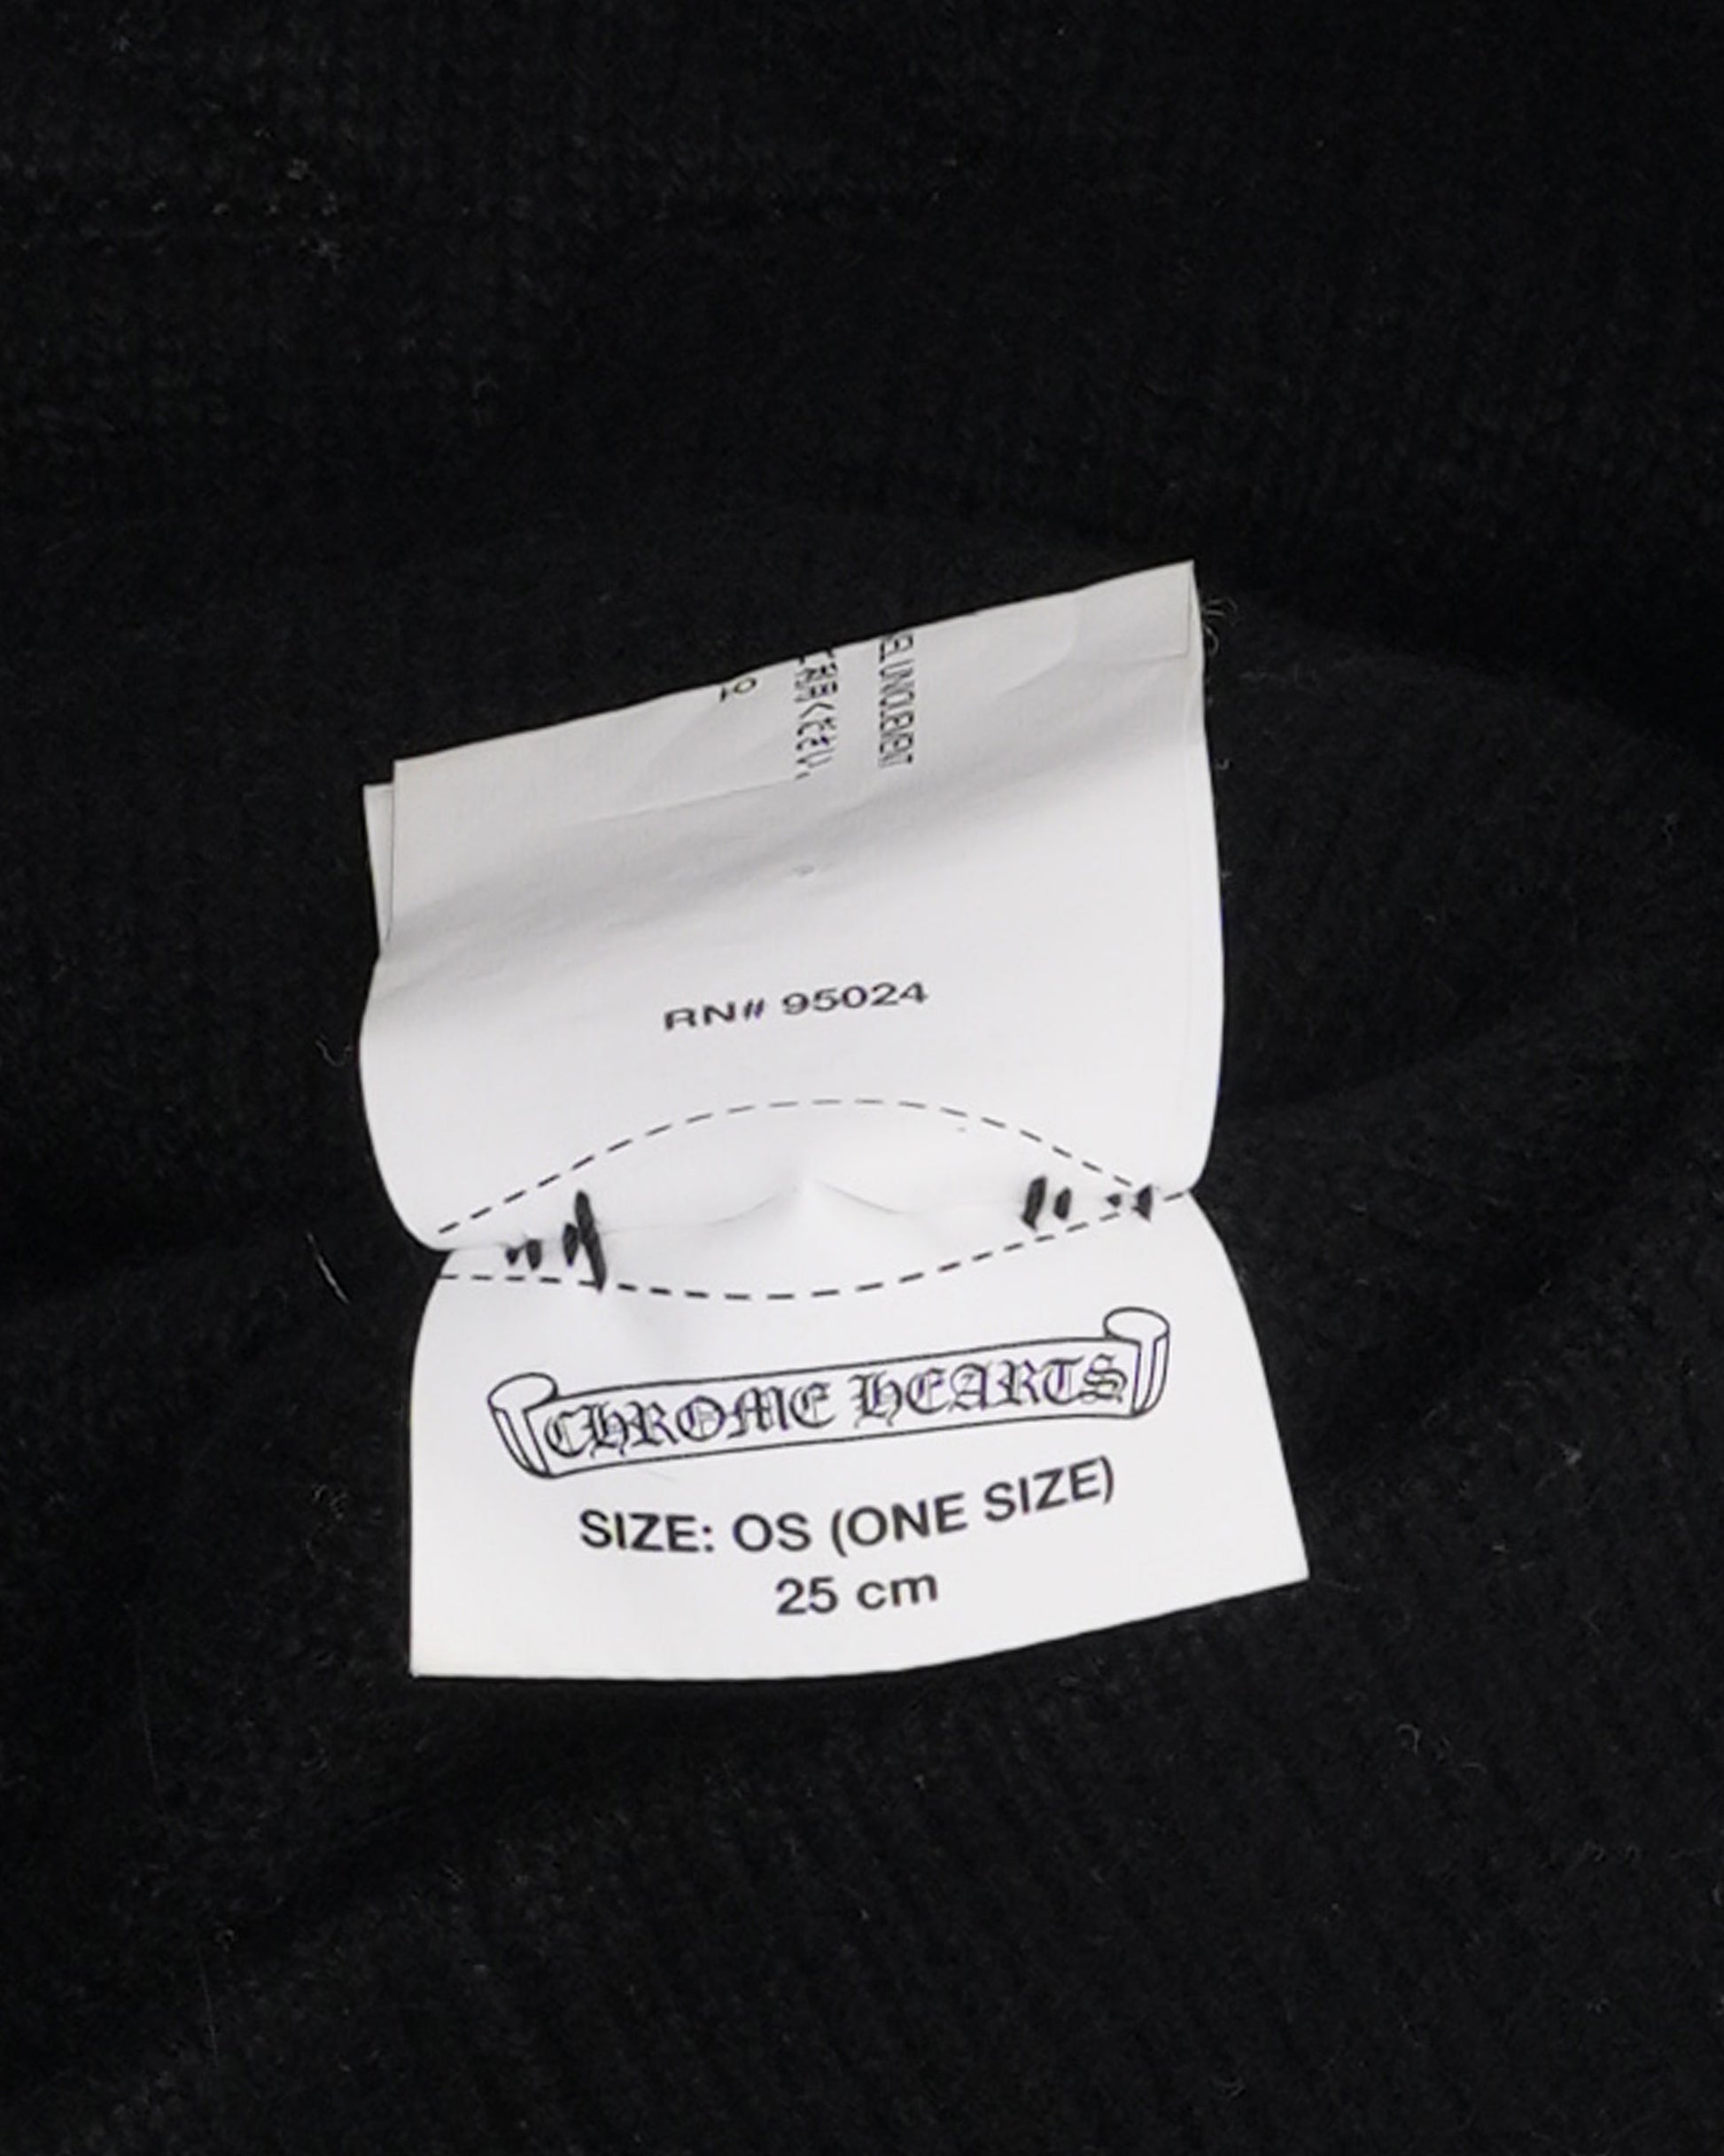 RN# 95024
CHROME HEARTS
SIZE: OS (ONE SIZE)
25 cm